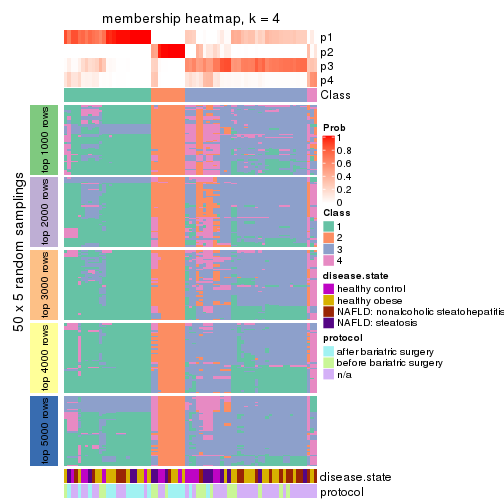 membership heatmap, k = 4
p1
p2
p3
p4
Class
50 x 5 random samplings
top 1000 rows
top 2000 rows
top 3000 rows
top 4000 rows
top 5000 rows
Prob
1
0.8
0.6
0.4
0.2
0
Class
1
2
3
4
disease.state
healthy control
healthy obese
NAFLD: nonalcoholic steatohepatitis
NAFLD: steatosis
protocol
after bariatric surgery
before bariatric surgery
n/a
disease.state
protocol